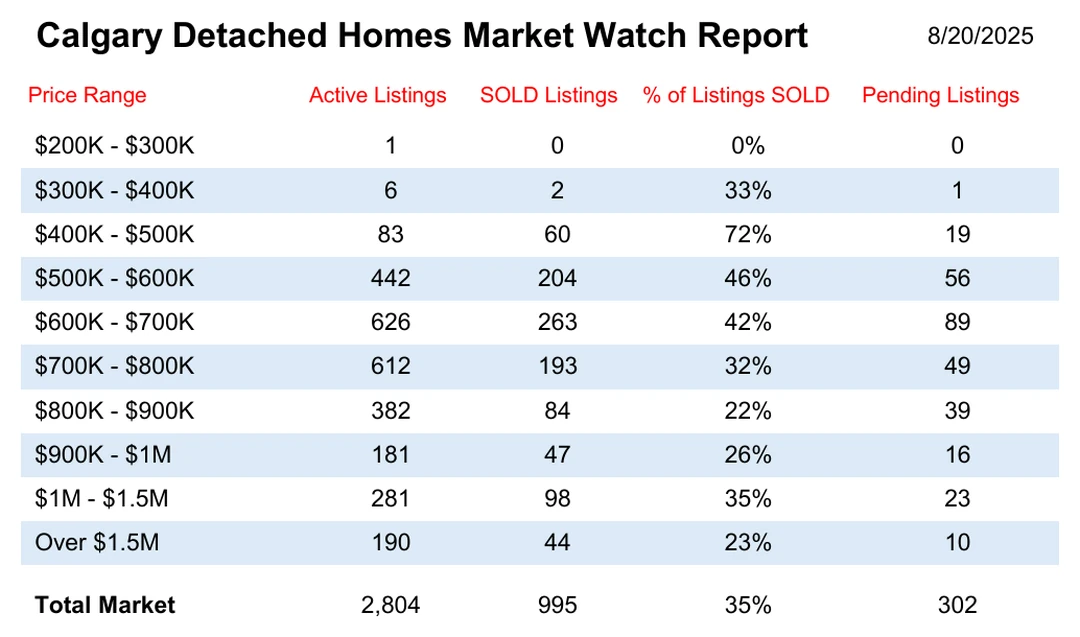 Calgary Detached Homes Market Watch Report 8/20/2025
Price Range Active Listings SOLD Listings % of Listings SOLD Pending Listings
$200K - $300K 1 0 0% 0
$300K - $400K 6 2 33% 1
$400K - $500K 83 60 72% 19
$500K - $600K 442 204 46% 56
$600K - $700K 626 263 42% 89
$700K - $800K 612 193 32% 49
$800K - $900K 382 84 22% 39
$900K - $1M 181 47 26% 16
$1M - $1.5M 281 98 35% 23
Over $1.5M 190 44 23% 10
Total Market 2,804 995 35% 302